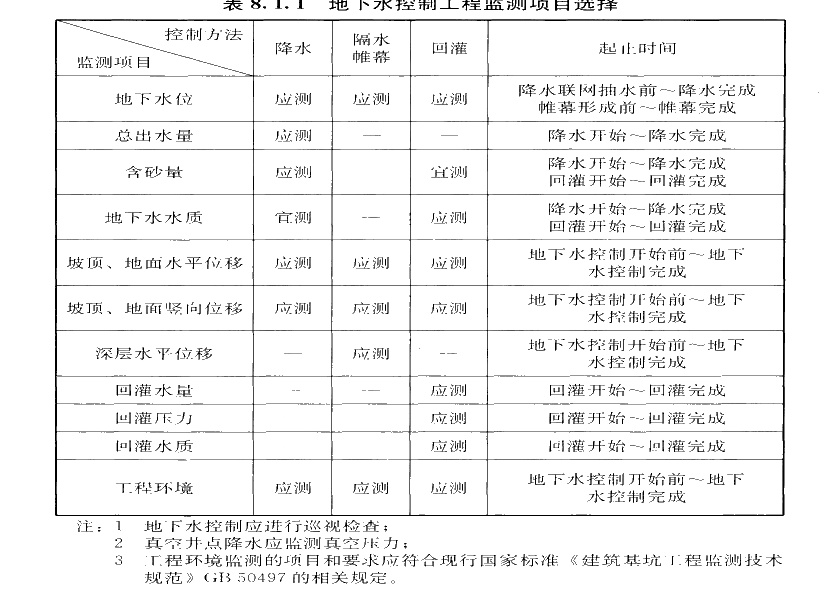 表 8.1.1 地下水控制工程监测项目选择
控制方法
监测项目
降水
隔水
帷幕
回灌
起止时间
地下水位 应测 应测 应测 降水联网抽水前～降水完成
帷幕形成前～帷幕完成
总出水量 应测 — — 降水开始～降水完成
含砂量 应测 宜测 降水开始～降水完成
回灌开始～回灌完成
地下水水质 宜测 — 应测 降水开始～降水完成
回灌开始～回灌完成
坡顶、地面水平位移 应测 应测 应测 地下水控制开始前～地下
水控制完成
坡顶、地面竖向位移 应测 应测 应测 地下水控制开始前～地下
水控制完成
深层水平位移 — 应测 — 地下水控制开始前～地下
水控制完成
回灌水量 — — 应测 回灌开始～回灌完成
回灌压力 应测 回灌开始～回灌完成
回灌水质 应测 回灌开始～回灌完成
工程环境 应测 应测 应测 地下水控制开始前～地下
水控制完成
注：1 地下水控制应进行巡视检查；
2 真空井点降水应监测真空压力；
3 工程环境监测的项目和要求应符合现行国家标准《建筑基坑工程监测技术
规范》GB 50497 的相关规定。